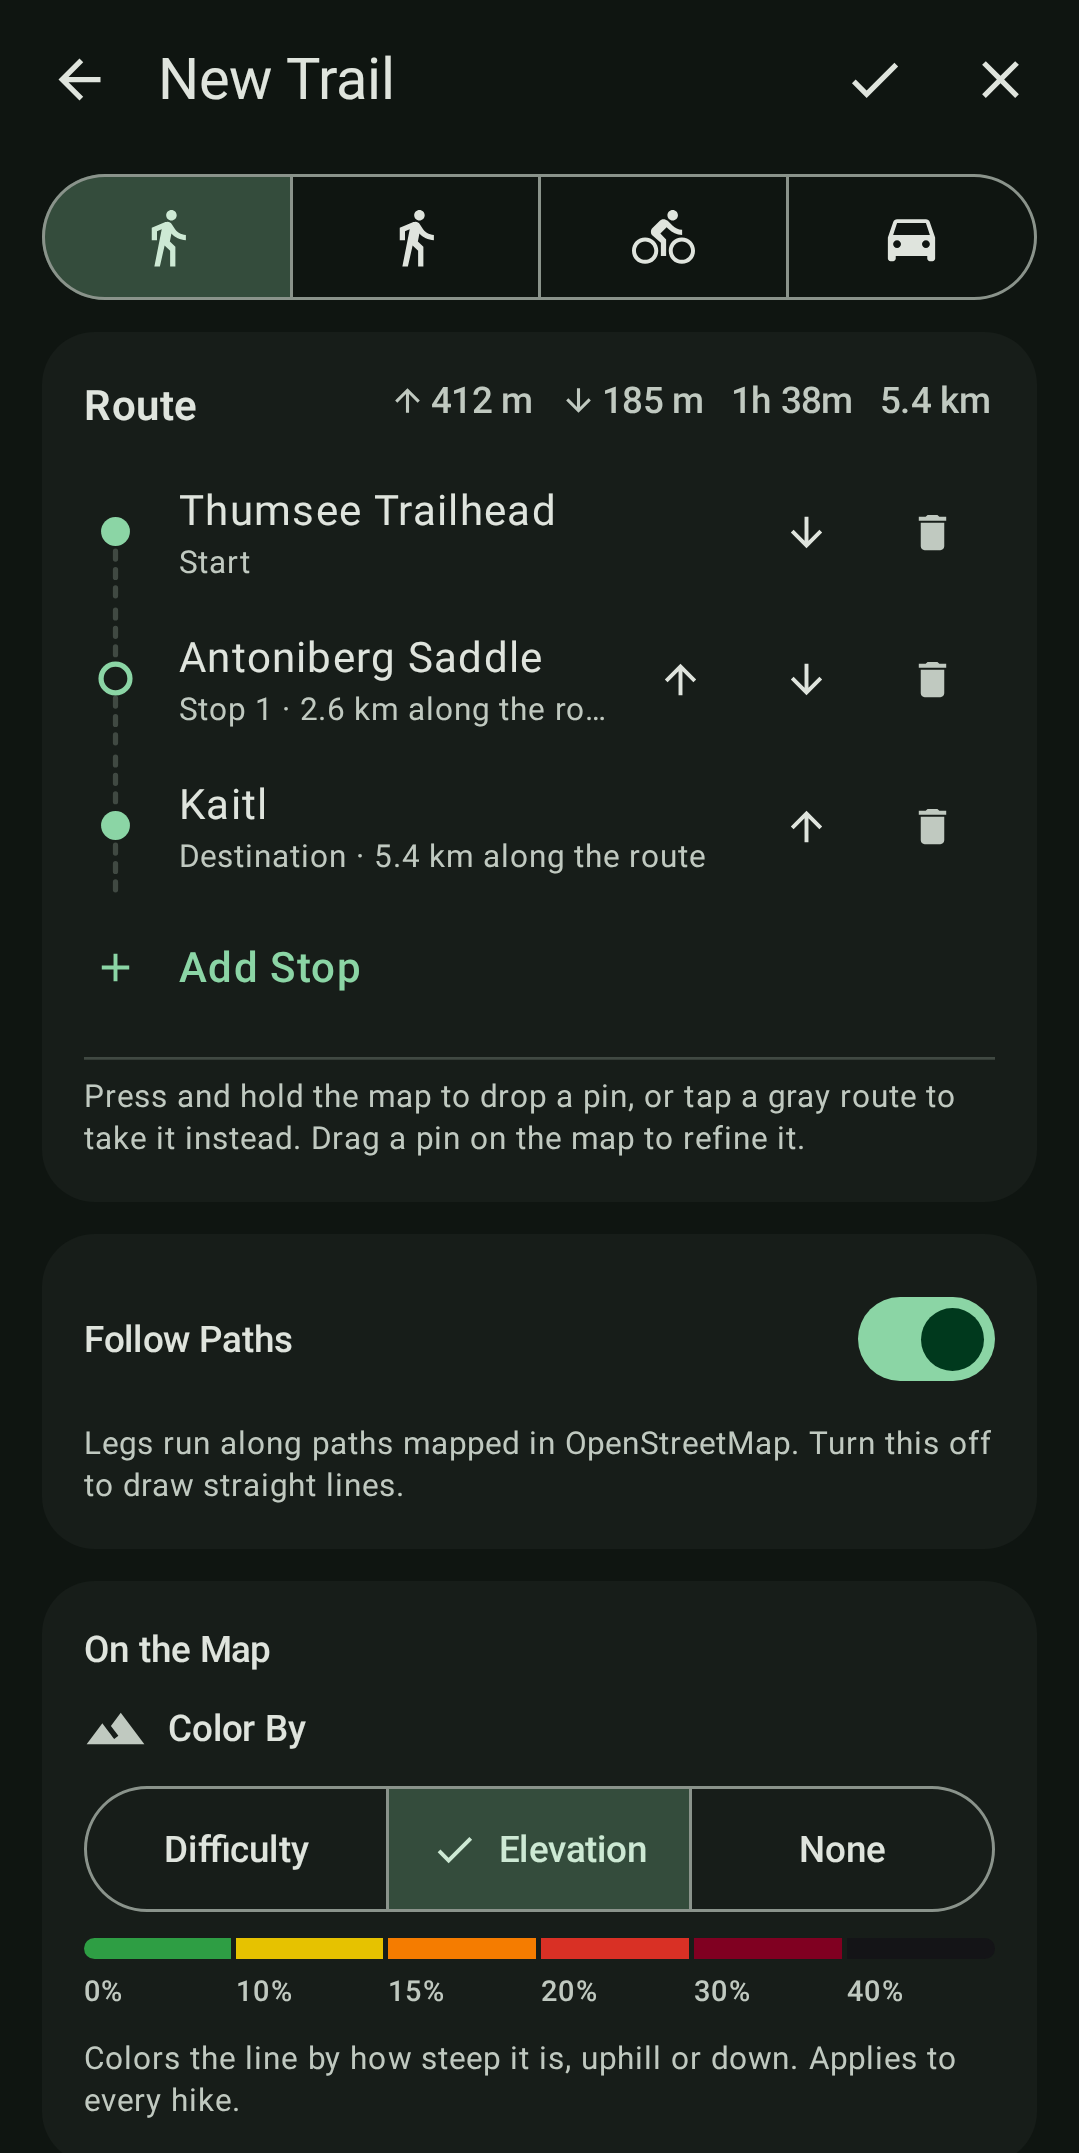 New Trail
Route
412 m 185 m 1h 38m 5.4 km
Thumsee Trailhead
Start
Antoniberg Saddle
Stop 1 · 2.6 km along the ro…
Kaitl
Destination · 5.4 km along the route
Add Stop
Press and hold the map to drop a pin, or tap a gray route to
take it instead. Drag a pin on the map to refine it.
Follow Paths
Legs run along paths mapped in OpenStreetMap. Turn this off
to draw straight lines.
On the Map
Color By
Difficulty Elevation None
0% 10% 15% 20% 30% 40%
Colors the line by how steep it is, uphill or down. Applies to
every hike.